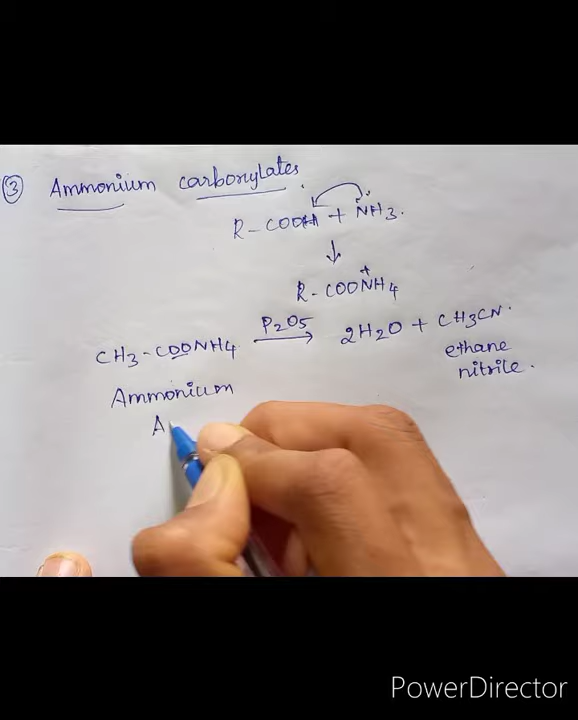 ③ Ammonium carbonylates.
R - COOH + NH3.
R - COONH4
+
CH3 - COONH4 P2O5 2H2O + CH3CN.
Ammonium
A
ethane
nitrile.
PowerDirector